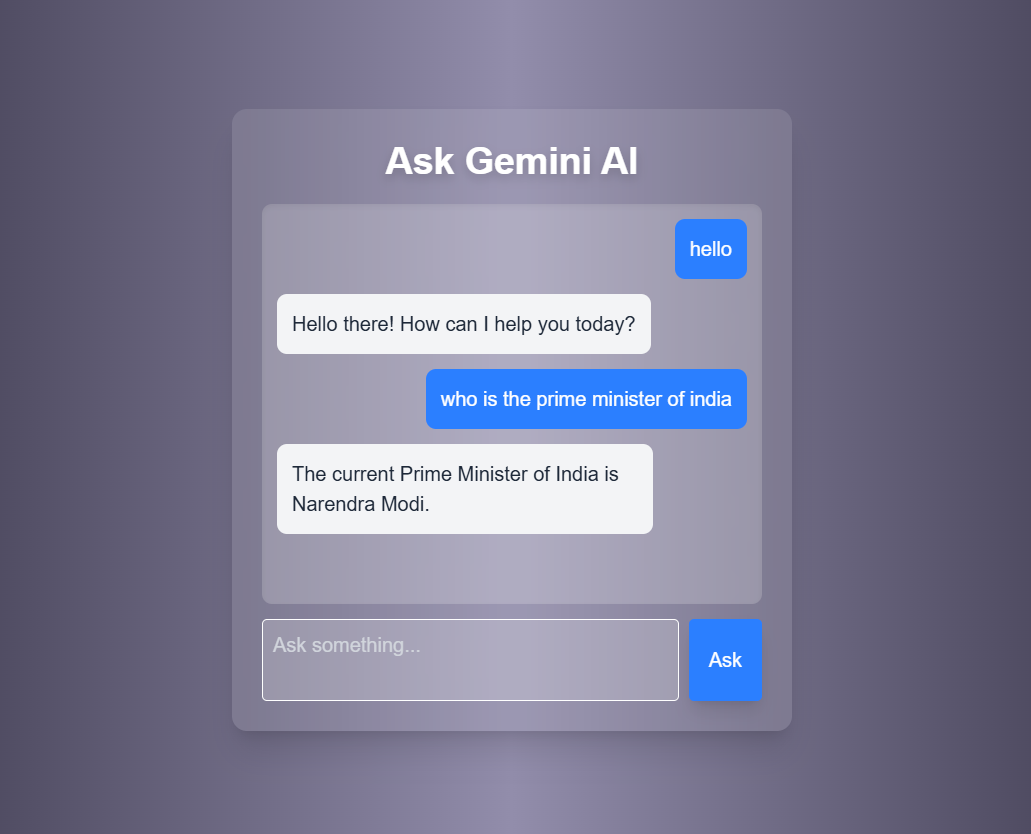 Ask Gemini AI
hello
Hello there! How can I help you today?
who is the prime minister of india
The current Prime Minister of India is
Narendra Modi.
Ask something...
Ask